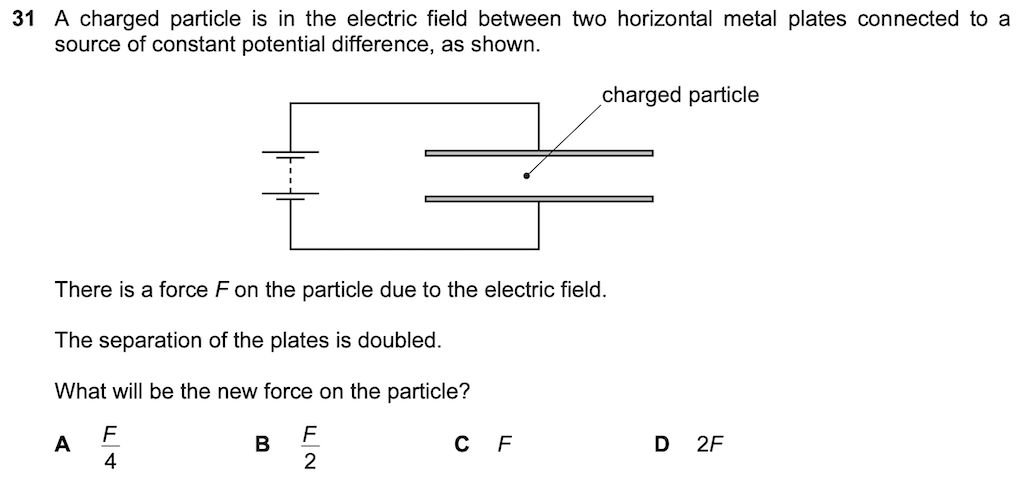 31 A charged particle is in the electric field between two horizontal metal plates connected to a
source of constant potential difference, as shown.
charged particle
There is a force F on the particle due to the electric field.
The separation of the plates is doubled.
What will be the new force on the particle?
A F/4 B F/2 C F D 2F